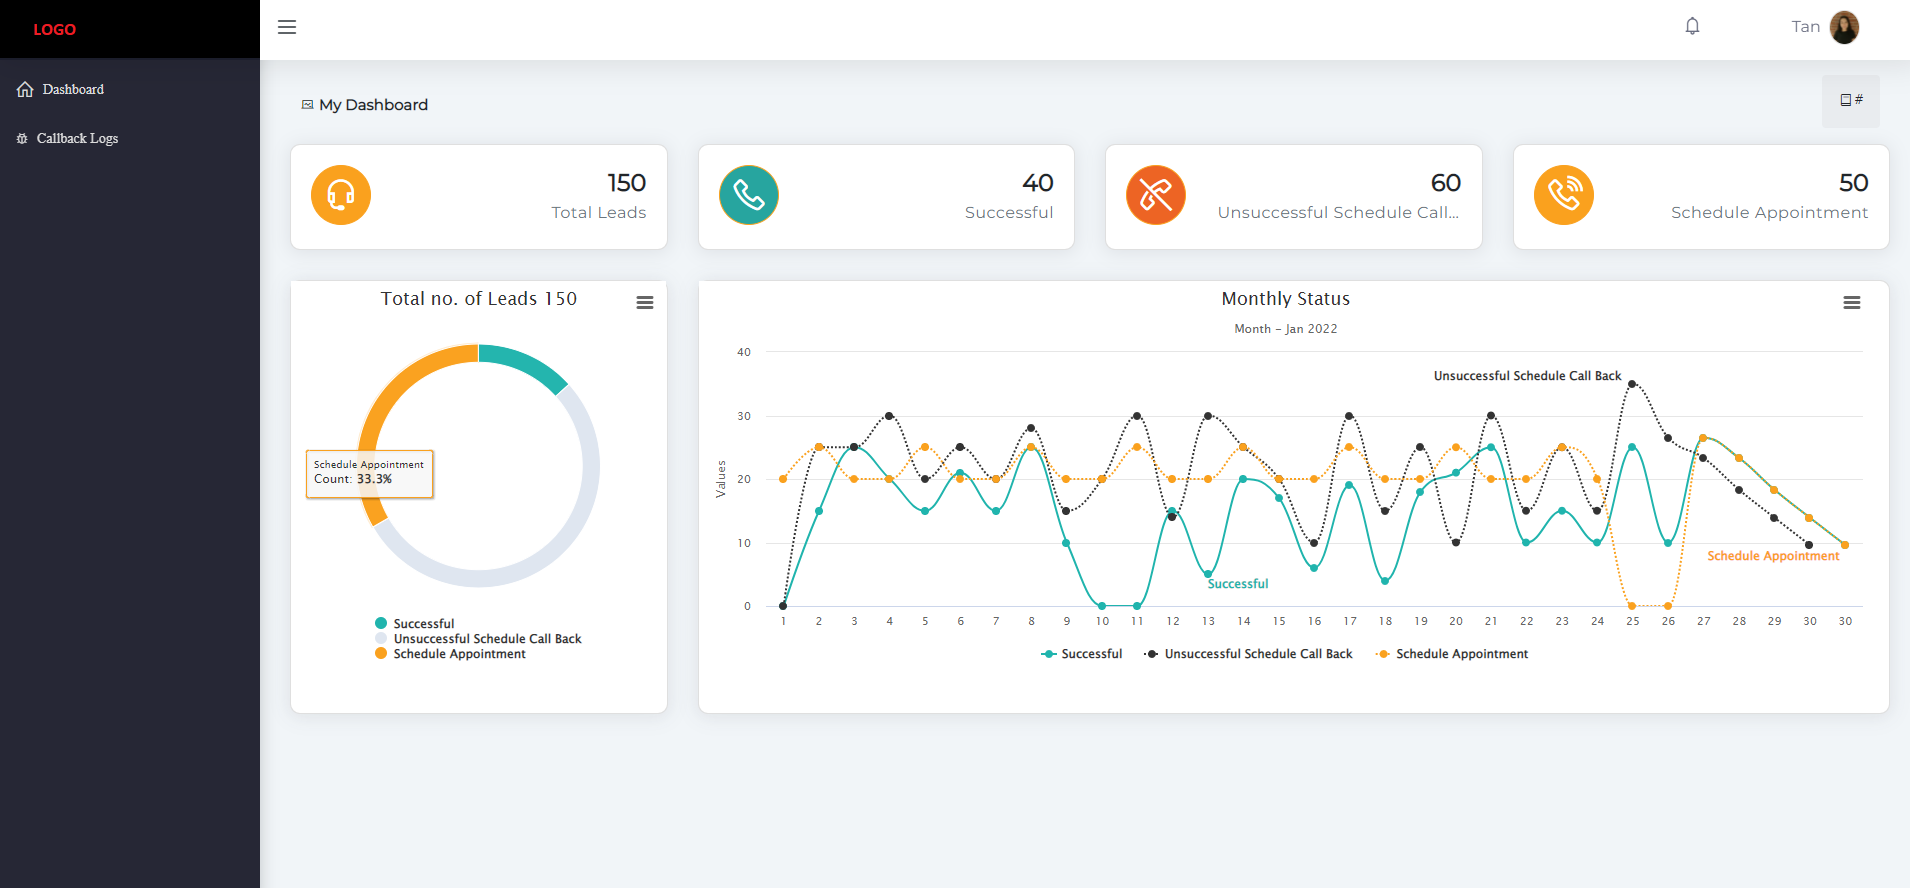 LOGO
Tan
Dashboard
Callback Logs
My Dashboard
#
150
Total Leads
40
Successful
60
Unsuccessful Schedule Call...
50
Schedule Appointment
Total no. of Leads 150
Schedule Appointment
Count: 33.3%
Successful
Unsuccessful Schedule Call Back
Schedule Appointment
Monthly Status
Month – Jan 2022
Values
40
30
20
10
0
Unsuccessful Schedule Call Back
Schedule Appointment
Successful
1 2 3 4 5 6 7 8 9 10 11 12 13 14 15 16 17 18 19 20 21 22 23 24 25 26 27 28 29 30 30
Successful Unsuccessful Schedule Call Back Schedule Appointment